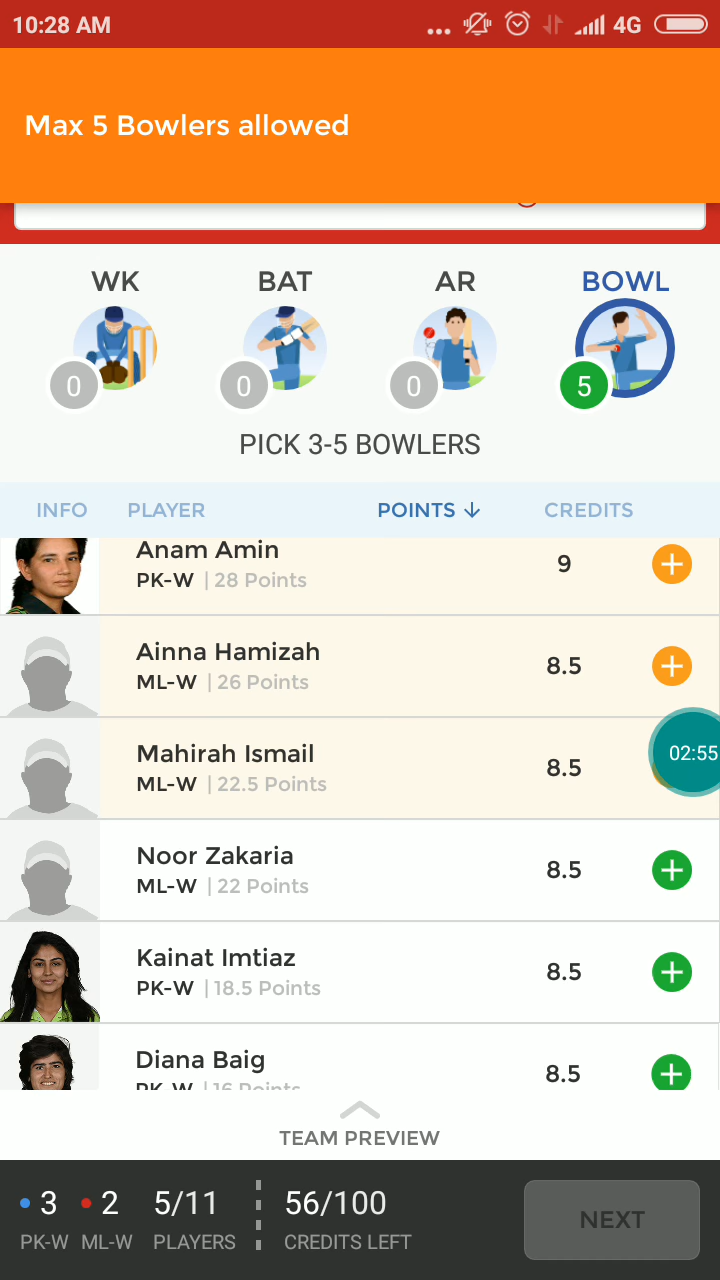 10:28 AM
4G
Max 5 Bowlers allowed
WK BAT AR BOWL
0 0 0 5
PICK 3-5 BOWLERS
INFO PLAYER POINTS CREDITS
Anam Amin
PK-W | 28 Points
9
Ainna Hamizah
ML-W | 26 Points
8.5
Mahirah Ismail
ML-W | 22.5 Points
8.5
02:55
Noor Zakaria
ML-W | 22 Points
8.5
Kainat Imtiaz
PK-W | 18.5 Points
8.5
Diana Baig
PK-W | 16 Points
8.5
TEAM PREVIEW
3 2 5/11 56/100
PK-W ML-W PLAYERS CREDITS LEFT
NEXT